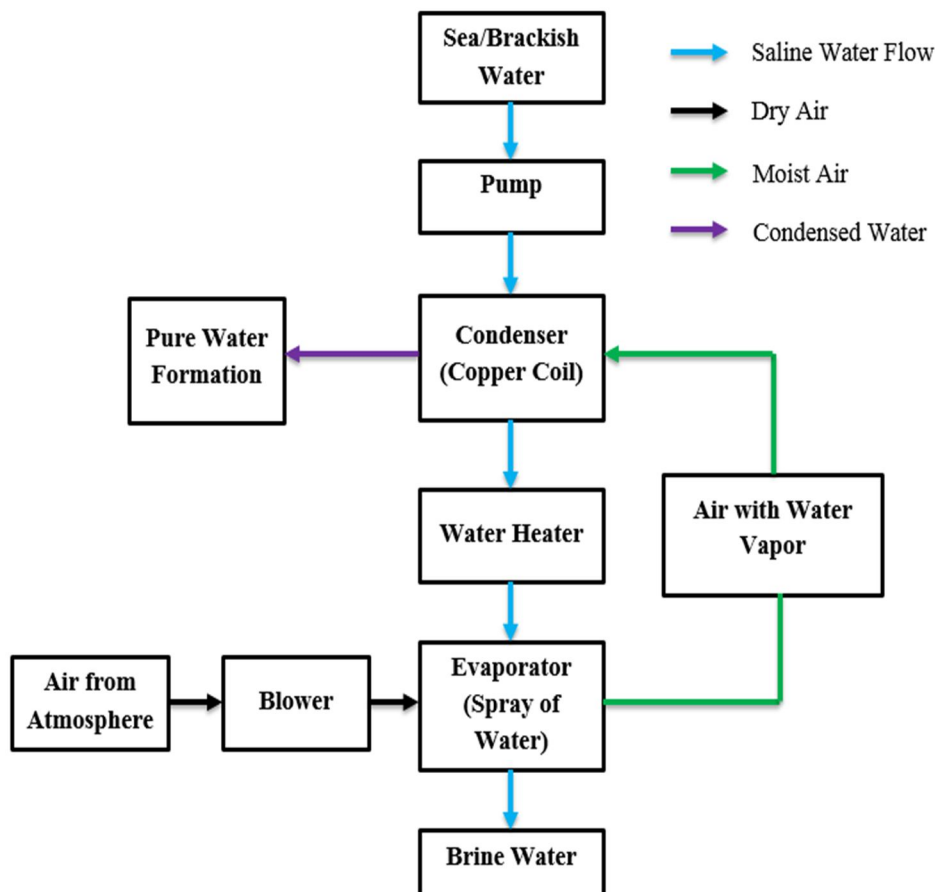 Sea/Brackish
Water
Saline Water Flow
Dry Air
Moist Air
Condensed Water
Pump
Condenser
(Copper Coil)
Pure Water
Formation
Water Heater
Air with Water
Vapor
Air from
Atmosphere
Blower
Evaporator
(Spray of
Water)
Brine Water